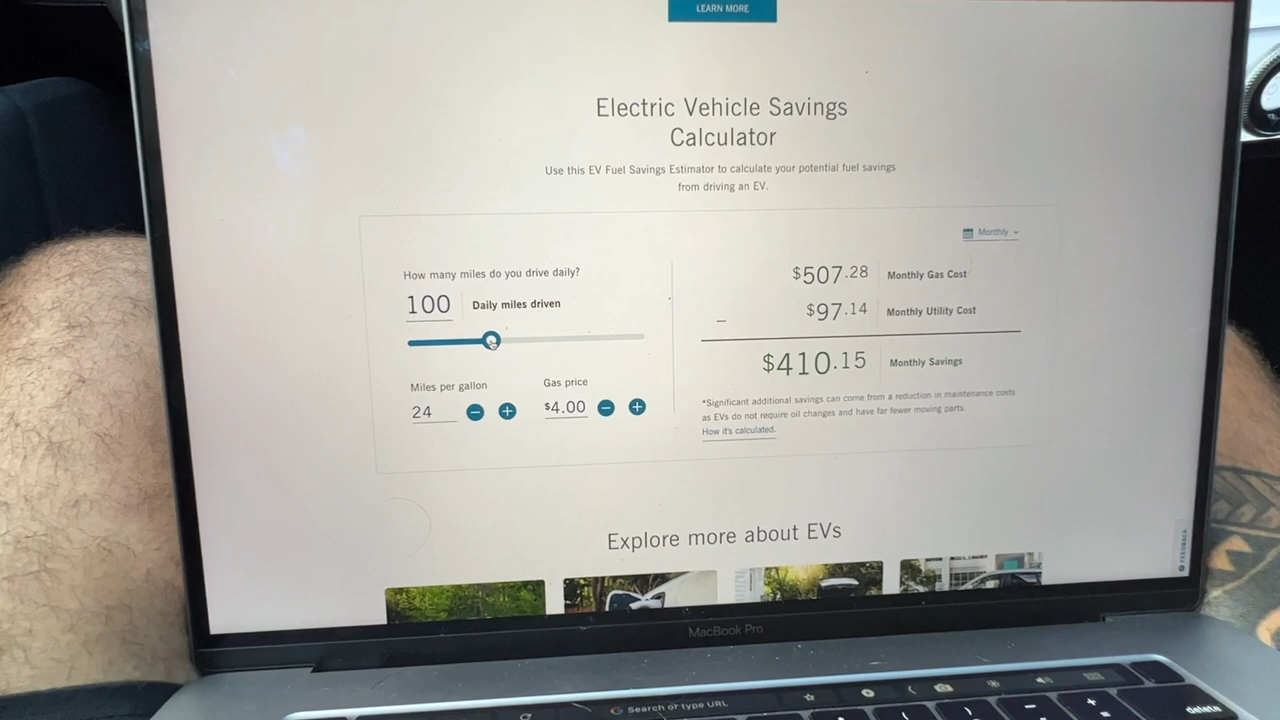 LEARN MORE
Electric Vehicle Savings
Calculator
Use this EV Fuel Savings Estimator to calculate your potential fuel savings
from driving an EV.
Monthly
How many miles do you drive daily?
100 Daily miles driven
Miles per gallon
24
Gas price
$4.00
$507.28 Monthly Gas Cost
– $97.14 Monthly Utility Cost
$410.15 Monthly Savings
*Significant additional savings can come from a reduction in maintenance costs
as EVs do not require oil changes and have far fewer moving parts.
How it's calculated.
Explore more about EVs
FEEDBACK
MacBook Pro
G Search or type URL
delete